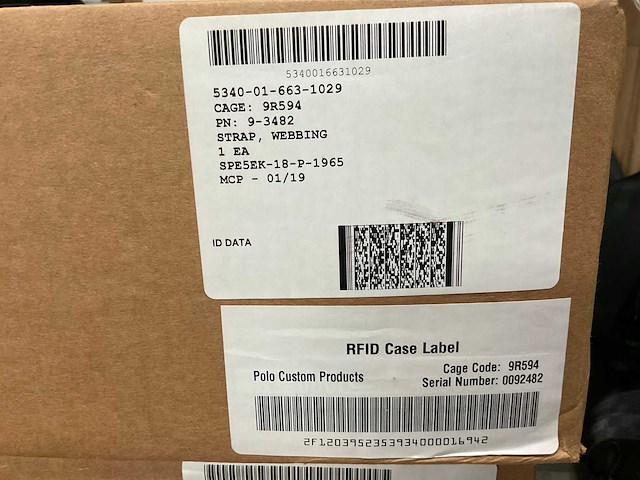 5340016631029
5340-01-663-1029
CAGE: 9R594
PN: 9-3482
STRAP, WEBBING
1 EA
SPE5EK-18-P-1965
MCP - 01/19
ID DATA
RFID Case Label
Polo Custom Products
Cage Code: 9R594
Serial Number: 0092482
2F1203952353934000016942